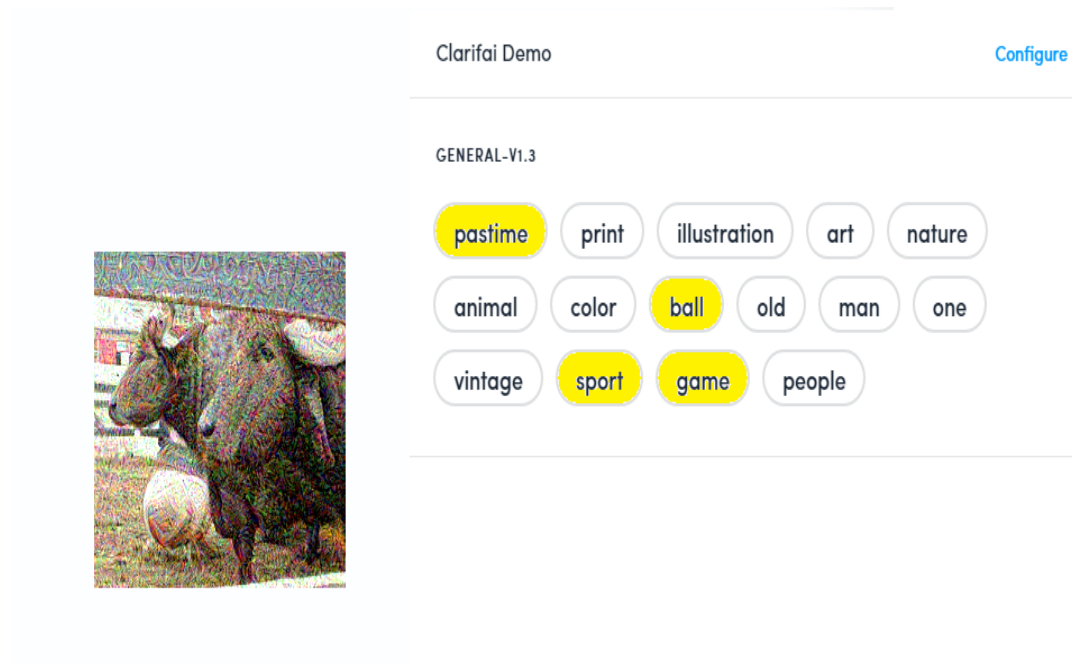 Clarifai Demo Configure
GENERAL-V1.3
pastime print illustration art nature
animal color ball old man one
vintage sport game people